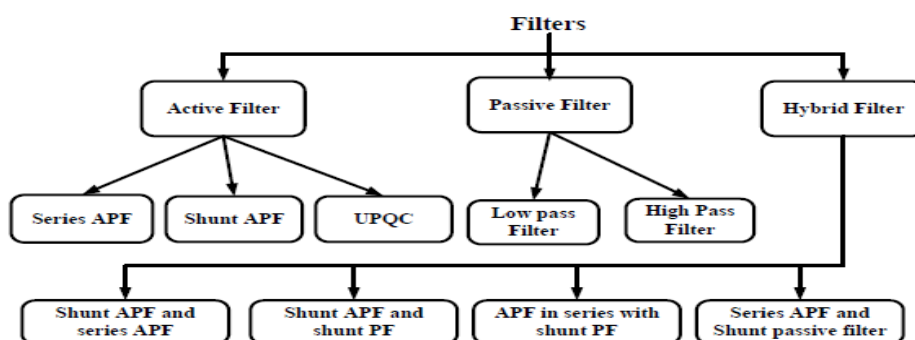 Filters
Active Filter
Passive Filter
Hybrid Filter
Series APF
Shunt APF
UPQC
Low pass
Filter
High Pass
Filter
Shunt APF and
series APF
Shunt APF and
shunt PF
APF in series with
shunt PF
Series APF and
Shunt passive filter